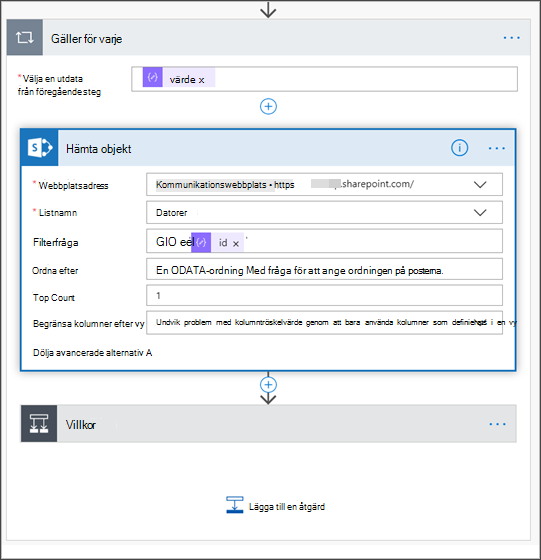 Gäller för varje
* Välja en utdata
från föregående steg
värde x
Hämta objekt
* Webbplatsadress
Kommunikationswebbplats • https
.sharepoint.com/
* Listnamn
Datorer
Filterfråga
GIO eél
id x '
Ordna efter
En ODATA-ordning Med fråga för att ange ordningen på posterna.
Top Count
1
Begränsa kolumner efter vy
Undvik problem med kolumntröskelvärde genom att bara använda kolumner som definierats i en vy
Dölja avancerade alternativ A
Villkor
Lägga till en åtgärd